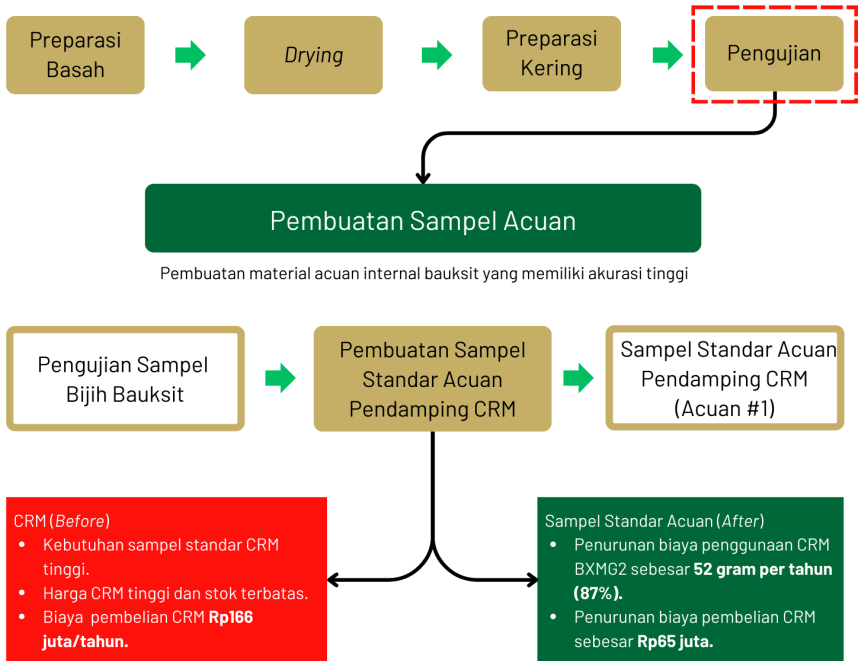 Preparasi
Basah
Drying
Preparasi
Kering
Pengujian
Pembuatan Sampel Acuan
Pembuatan material acuan internal bauksit yang memiliki akurasi tinggi
Pengujian Sampel
Bijih Bauksit
Pembuatan Sampel
Standar Acuan
Pendamping CRM
Sampel Standar Acuan
Pendamping CRM
(Acuan #1)
CRM (Before)
• Kebutuhan sampel standar CRM
tinggi.
• Harga CRM tinggi dan stok terbatas.
• Biaya pembelian CRM Rp166
juta/tahun.
Sampel Standar Acuan (After)
• Penurunan biaya penggunaan CRM
BXMG2 sebesar 52 gram per tahun
(87%).
• Penurunan biaya pembelian CRM
sebesar Rp65 juta.